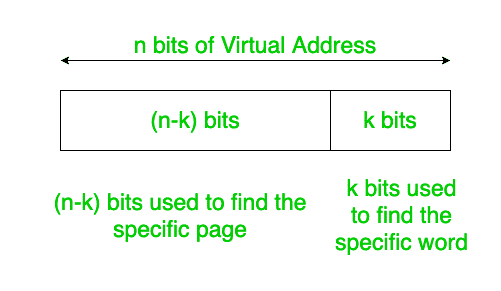 n bits of Virtual Address
(n-k) bits
k bits
(n-k) bits used to find the
specific page
k bits used
to find the
specific word